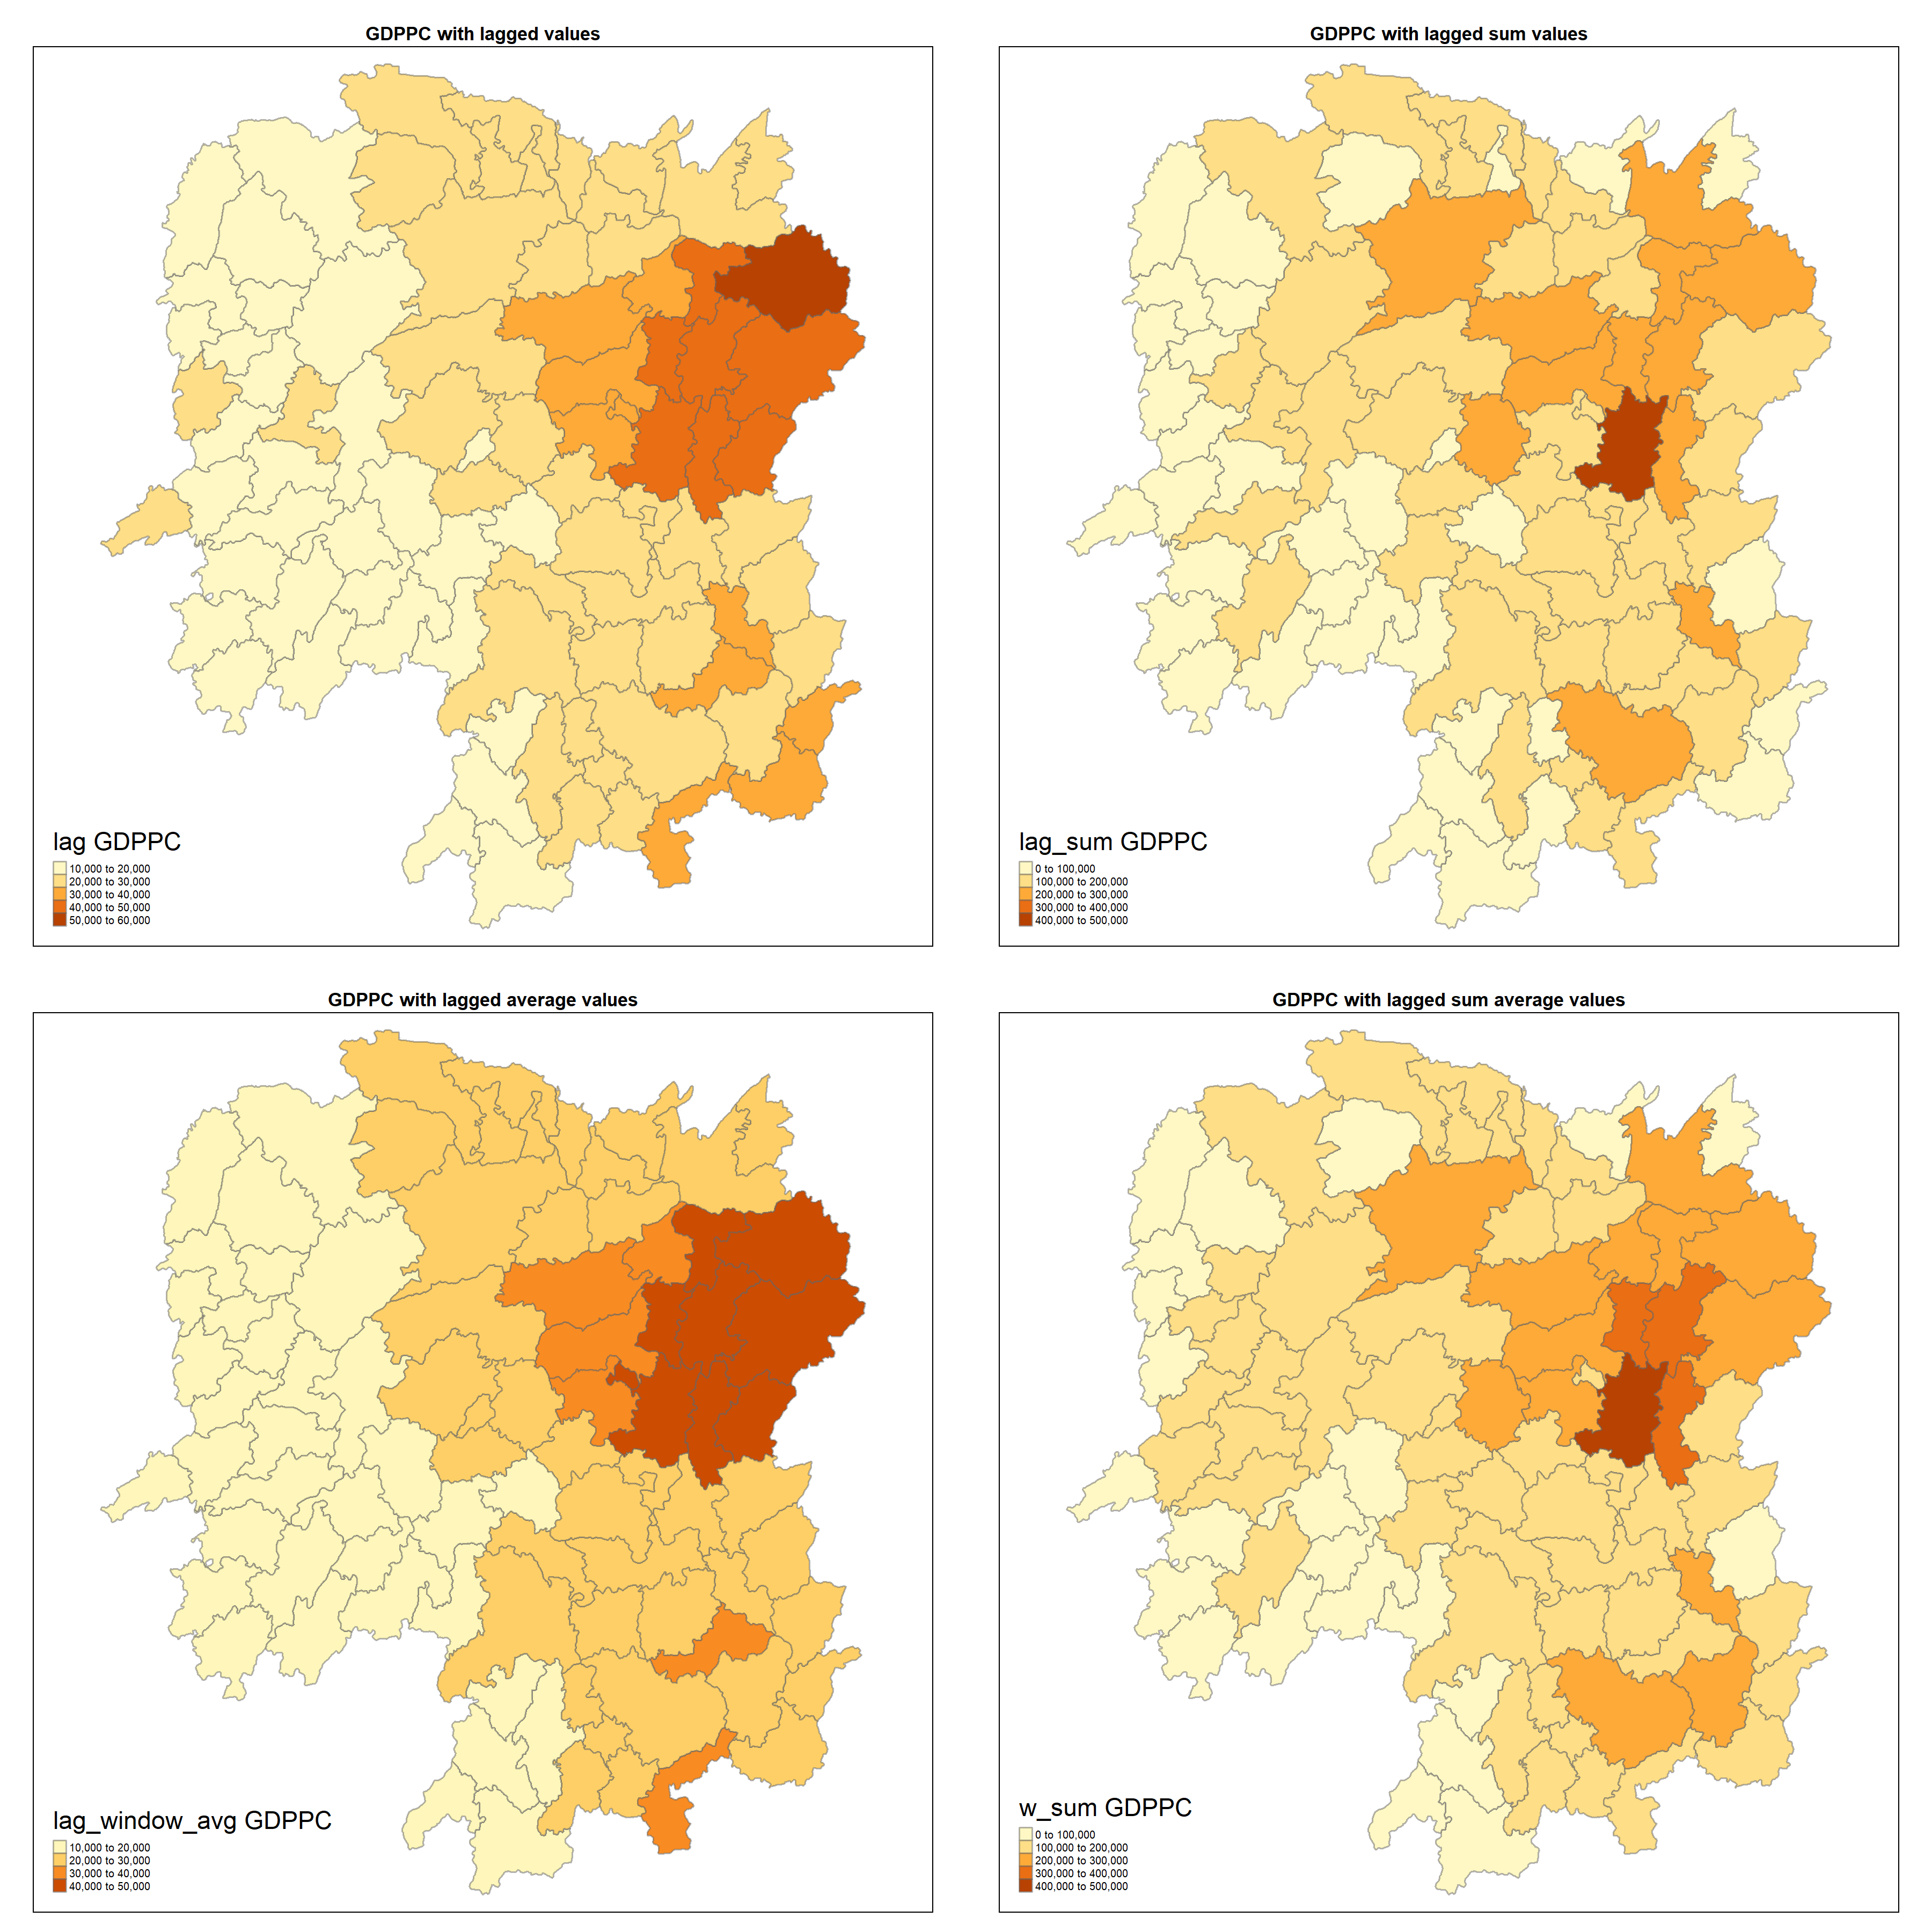 GDPPC with lagged values
lag GDPPC
10,000 to 20,000
20,000 to 30,000
30,000 to 40,000
40,000 to 50,000
50,000 to 60,000
GDPPC with lagged sum values
lag_sum GDPPC
0 to 100,000
100,000 to 200,000
200,000 to 300,000
300,000 to 400,000
400,000 to 500,000
GDPPC with lagged average values
lag_window_avg GDPPC
10,000 to 20,000
20,000 to 30,000
30,000 to 40,000
40,000 to 50,000
GDPPC with lagged sum average values
w_sum GDPPC
0 to 100,000
100,000 to 200,000
200,000 to 300,000
300,000 to 400,000
400,000 to 500,000